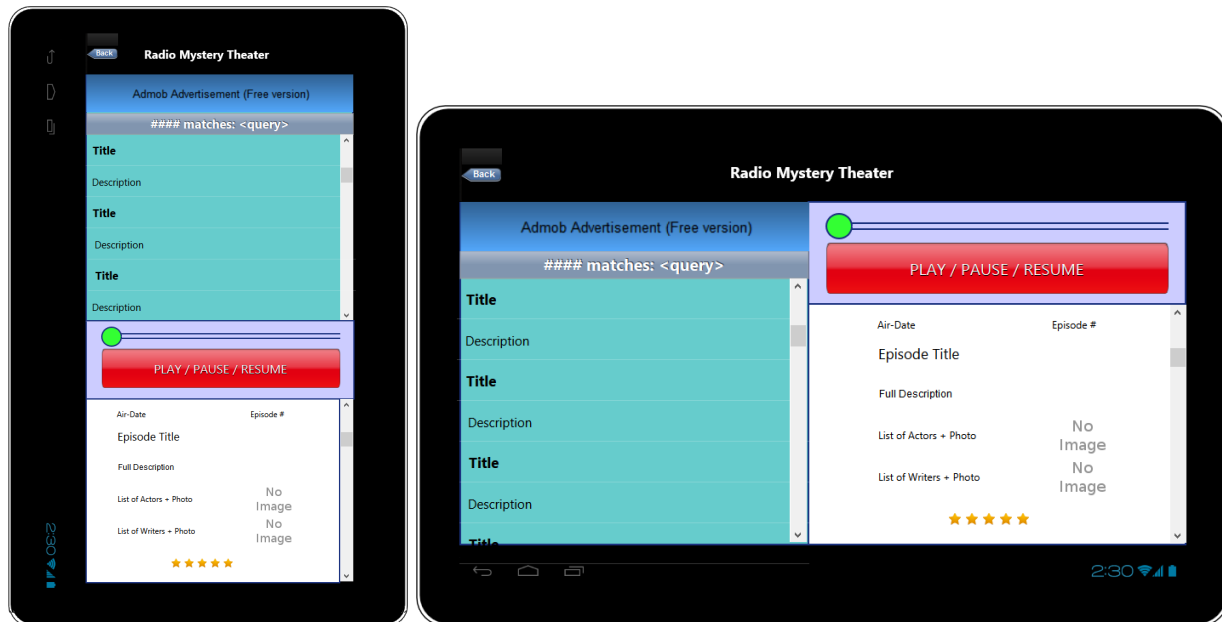 Back
Radio Mystery Theater
Admob Advertisement (Free version)
#### matches: <query>
Title
Description
Title
Description
Title
Description
PLAY / PAUSE / RESUME
Air-Date Episode #
Episode Title
Full Description
List of Actors + Photo
No
Image
List of Writers + Photo
No
Image
2:30
Back
Radio Mystery Theater
Admob Advertisement (Free version)
#### matches: <query>
Title
Description
Title
Description
Title
Description
Title
PLAY / PAUSE / RESUME
Air-Date Episode #
Episode Title
Full Description
List of Actors + Photo
No
Image
List of Writers + Photo
No
Image
2:30